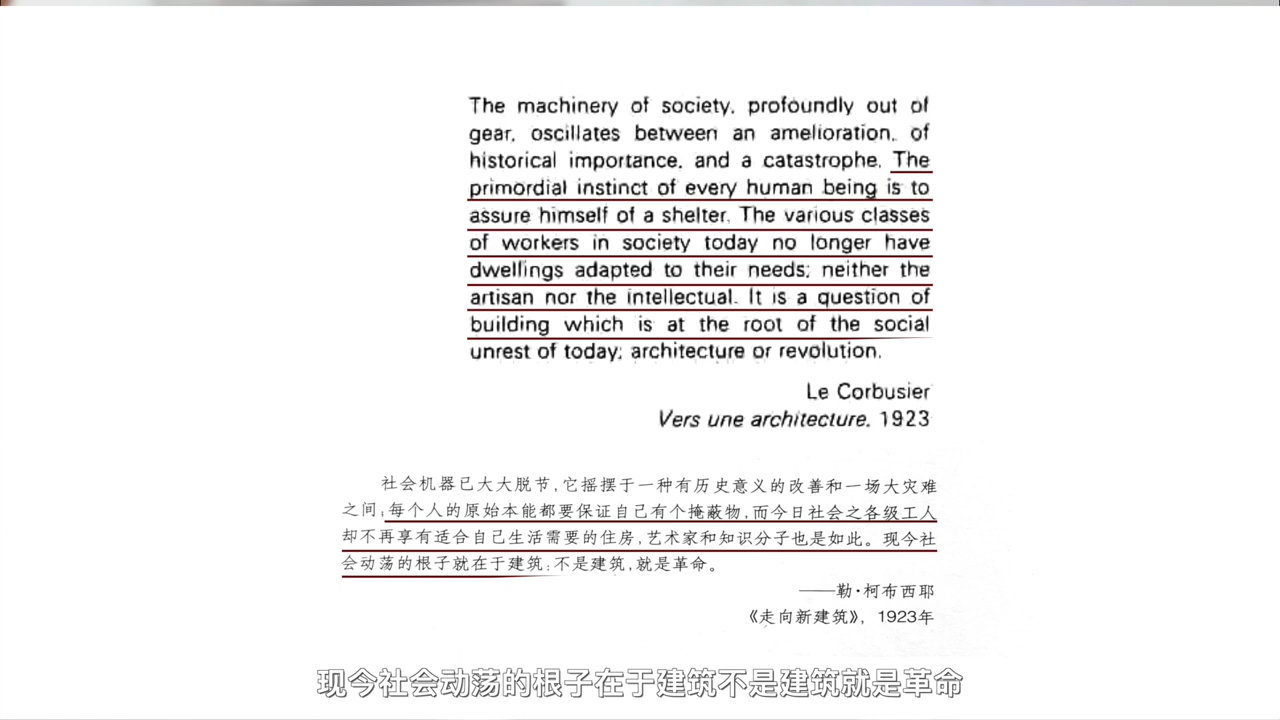 The machinery of society, profoundly out of
gear, oscillates between an amelioration, of
historical importance, and a catastrophe. The
primordial instinct of every human being is to
assure himself of a shelter. The various classes
of workers in society today no longer have
dwellings adapted to their needs; neither the
artisan nor the intellectual. It is a question of
building which is at the root of the social
unrest of today; architecture or revolution.
Le Corbusier
Vers une architecture, 1923
社会机器已大大脱节,它摇摆于一种有历史意义的改善和一场大灾难
之间;每个人的原始本能都要保证自己有个掩蔽物,而今日社会之各级工人
却不再享有适合自己生活需要的住房,艺术家和知识分子也是如此。现今社
会动荡的根子就在于建筑;不是建筑,就是革命。
——勒·柯布西耶
《走向新建筑》, 1923年
现今社会动荡的根子在于建筑不是建筑就是革命